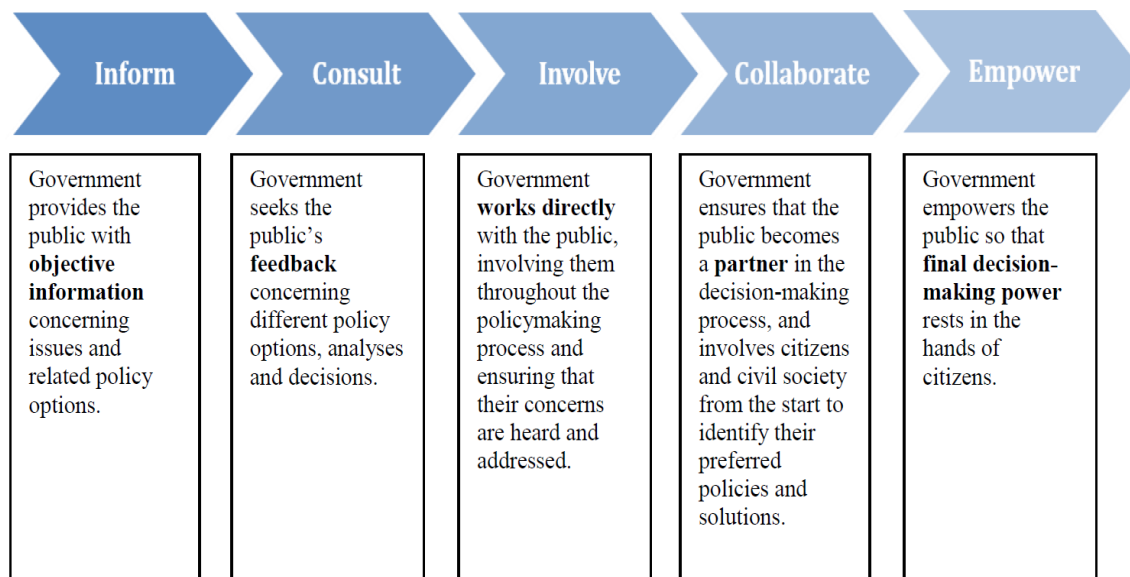 Inform
Consult
Involve
Collaborate
Empower
Government
provides the
public with
objective
information
concerning
issues and
related policy
options.
Government
seeks the
public’s
feedback
concerning
different policy
options, analyses
and decisions.
Government
works directly
with the public,
involving them
throughout the
policymaking
process and
ensuring that
their concerns
are heard and
addressed.
Government
ensures that the
public becomes
a partner in the
decision-making
process, and
involves citizens
and civil society
from the start to
identify their
preferred
policies and
solutions.
Government
empowers the
public so that
final decision-
making power
rests in the
hands of
citizens.